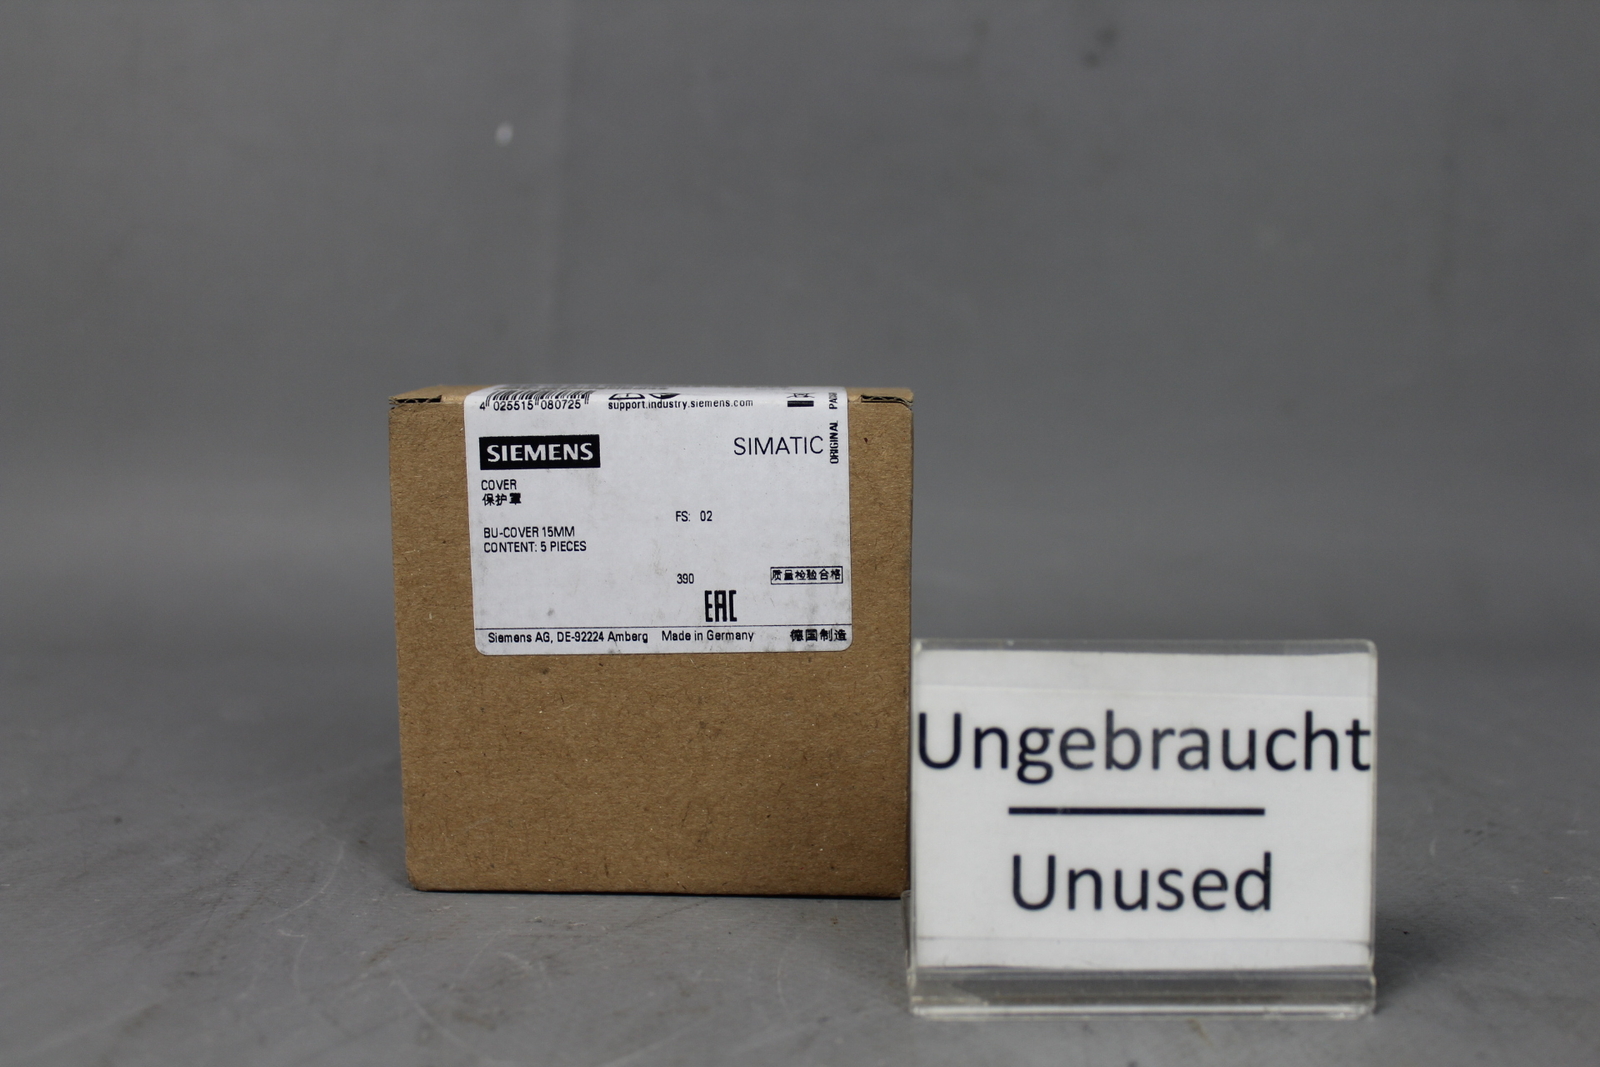 4 025515 080725
support.industry.siemens.com
SIEMENS
SIMATIC
ORIGINAL
COVER
保护罩
FS: 02
BU-COVER 15MM
CONTENT: 5 PIECES
390
质量检验合格
EAC
Siemens AG, DE-92224 Amberg Made in Germany 德国制造
Ungebraucht
Unused